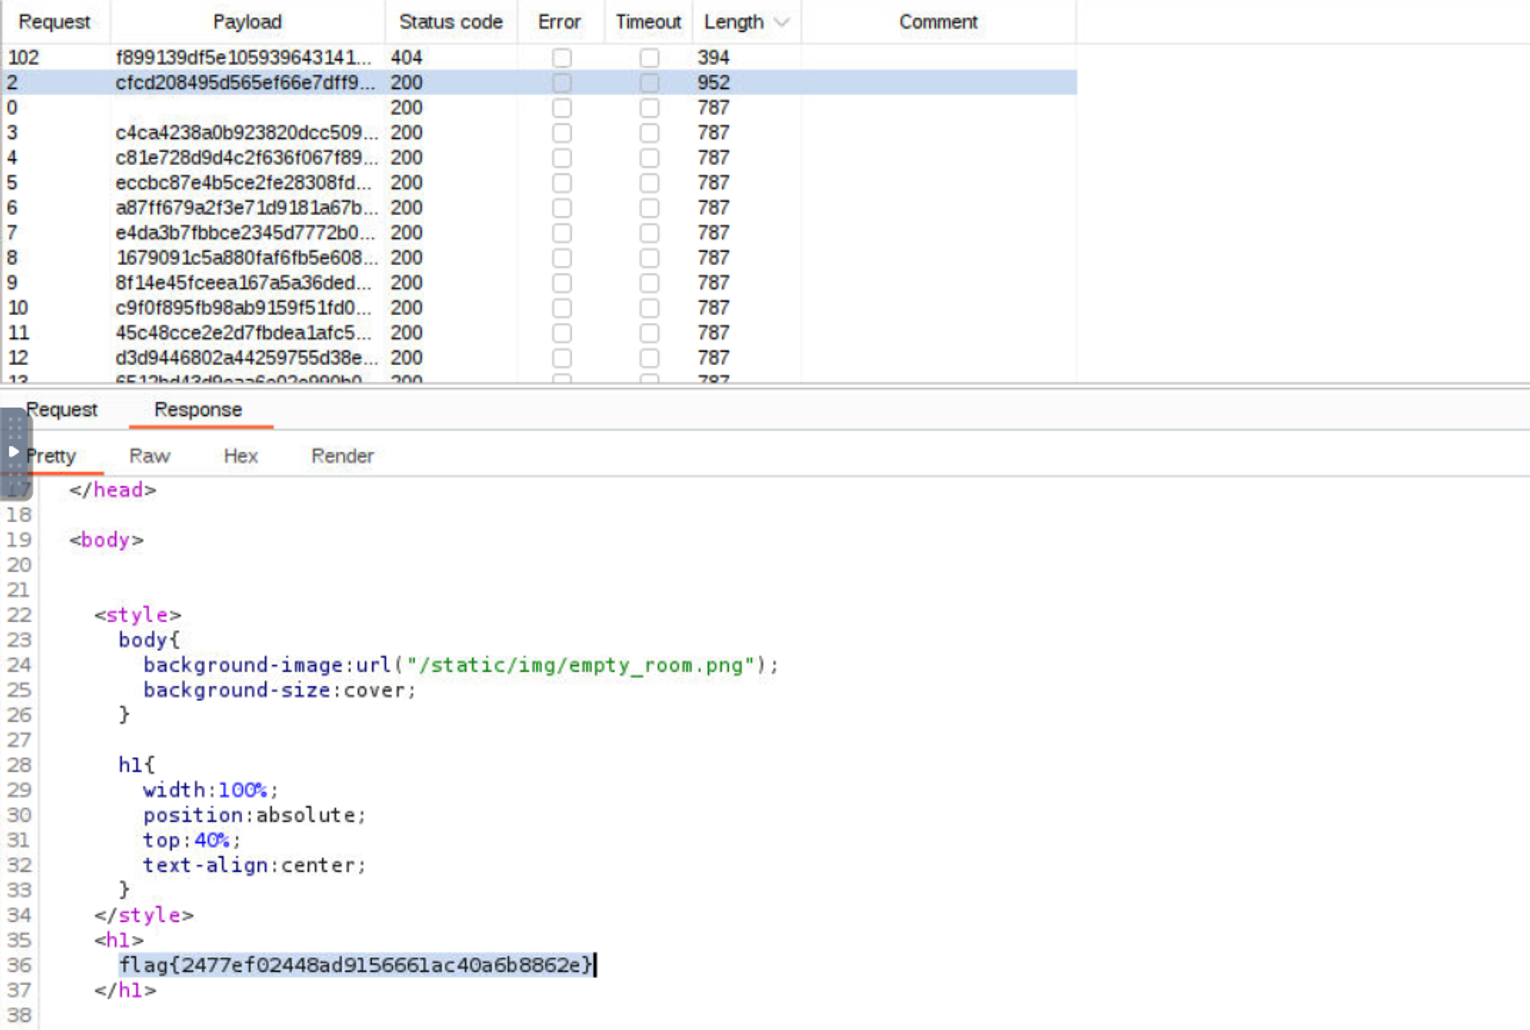 Request Payload Status code Error Timeout Length Comment
102 f899139df5e105939643141... 404 394
2 cfcd208495d565ef66e7dff9... 200 952
0 200 787
3 c4ca4238a0b923820dcc509... 200 787
4 c81e728d9d4c2f636f067f89... 200 787
5 eccbc87e4b5ce2fe28308fd... 200 787
6 a87ff679a2f3e71d9181a67b... 200 787
7 e4da3b7fbbce2345d7772b0... 200 787
8 1679091c5a880faf6fb5e608... 200 787
9 8f14e45fceea167a5a36ded... 200 787
10 c9f0f895fb98ab9159f51fd0... 200 787
11 45c48cce2e2d7fbdea1afc5... 200 787
12 d3d9446802a44259755d38e... 200 787
13 200 787
Request Response
Pretty Raw Hex Render
17 </head>
18
19 <body>
20
21
22 <style>
23 body{
24 background-image:url("/static/img/empty_room.png");
25 background-size:cover;
26 }
27
28 h1{
29 width:100%;
30 position:absolute;
31 top:40%;
32 text-align:center;
33 }
34 </style>
35 <h1>
36 flag{2477ef02448ad9156661ac40a6b8862e}
37 </h1>
38